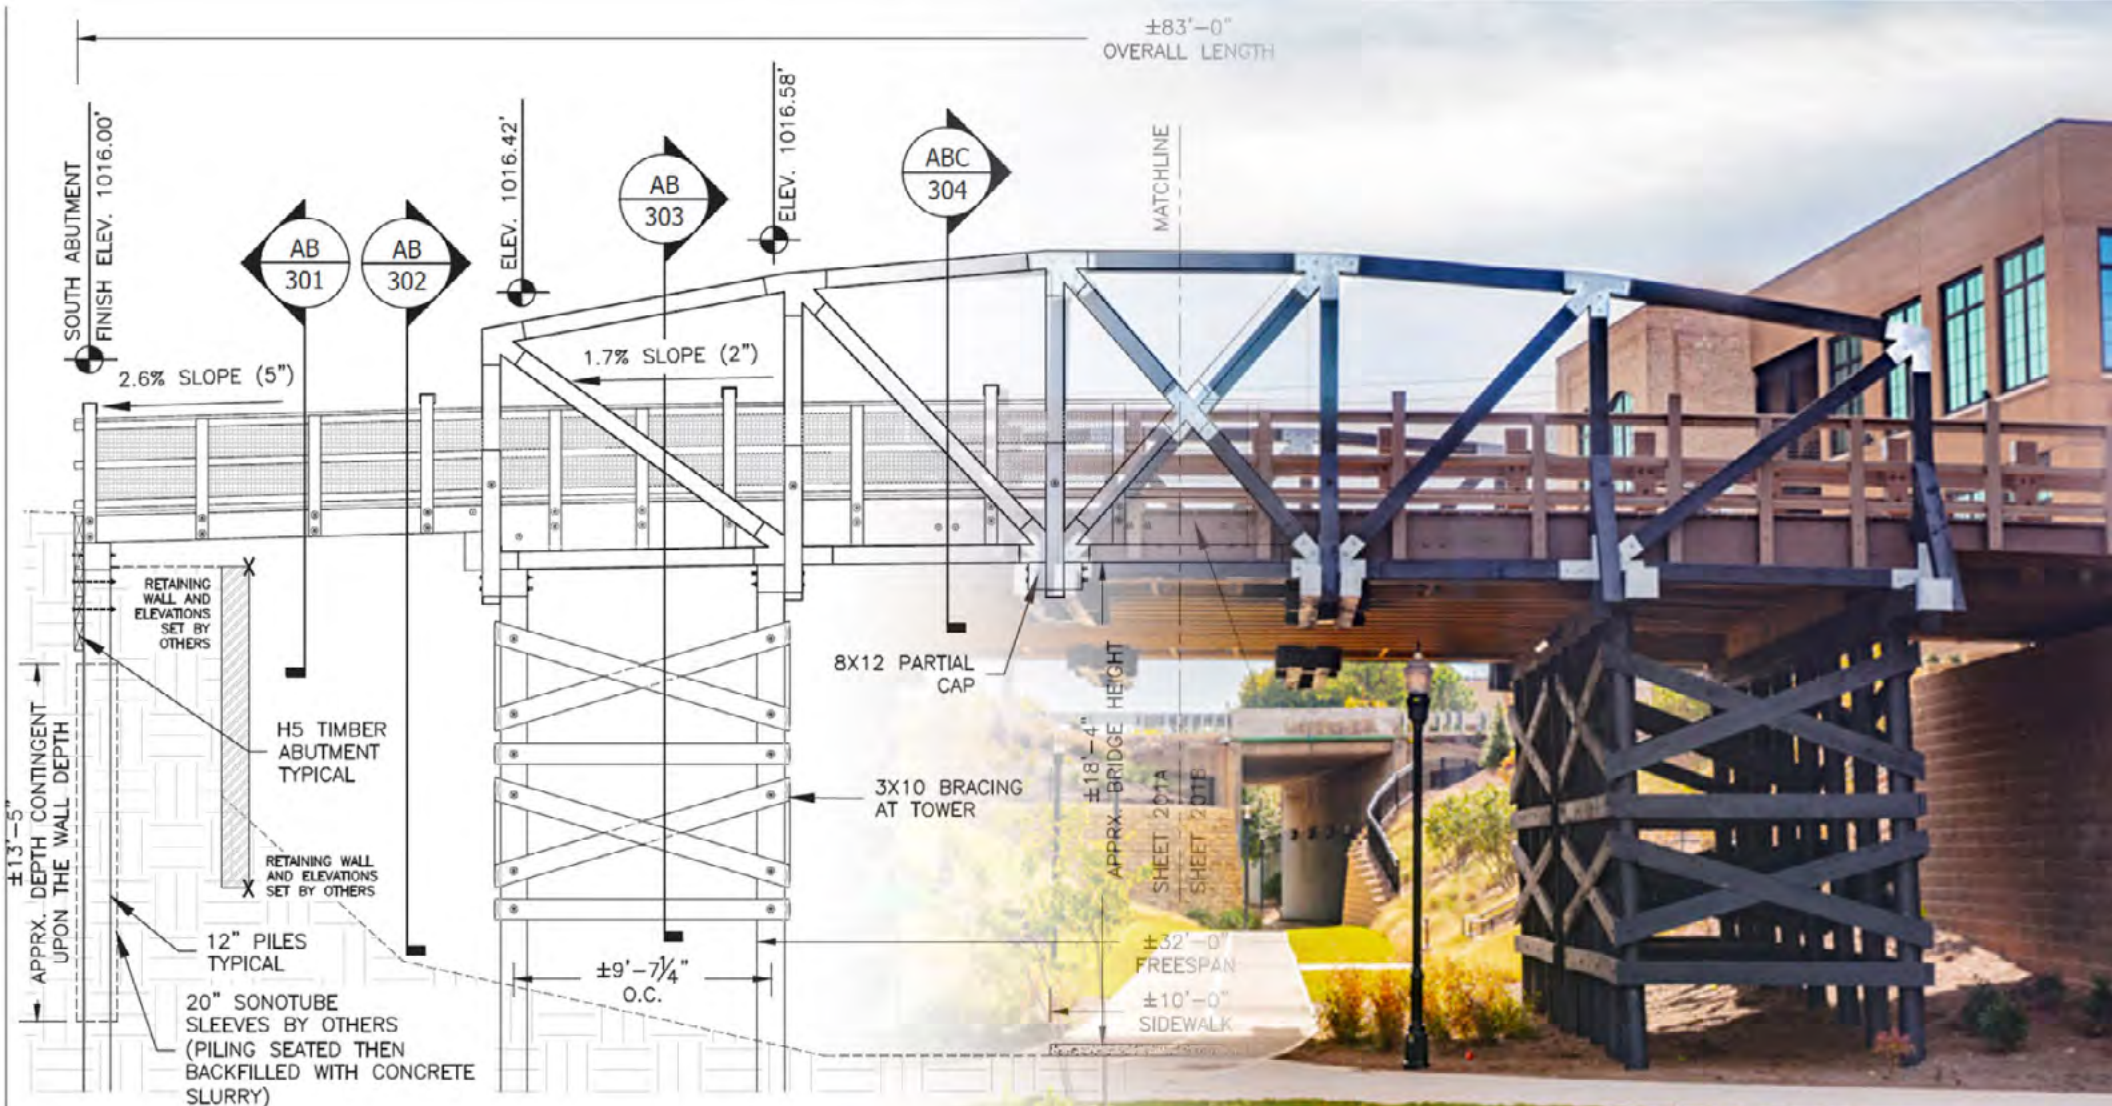 ±83'-0"
OVERALL LENGTH
SOUTH ABUTMENT
FINISH ELEV. 1016.00'
ELEV. 1016.42'
ELEV. 1016.58'
AB
301
AB
302
AB
303
ABC
304
MATCHLINE
2.6% SLOPE (5")
1.7% SLOPE (2")
RETAINING
WALL AND
ELEVATIONS
SET BY
OTHERS
8X12 PARTIAL
CAP
H5 TIMBER
ABUTMENT
TYPICAL
3X10 BRACING
AT TOWER
±18'-4"
APPRX. BRIDGE HEIGHT
SHEET 2201A
SHEET 2201B
±13'-5"
APPRX. DEPTH CONTINGENT
UPON THE WALL DEPTH
RETAINING WALL
AND ELEVATIONS
SET BY OTHERS
12" PILES
TYPICAL
±9'-7¼"
O.C.
±32'-0"
FREESPAN
±10'-0"
SIDEWALK
20" SONOTUBE
SLEEVES BY OTHERS
(PILING SEATED THEN
BACKFILLED WITH CONCRETE
SLURRY)